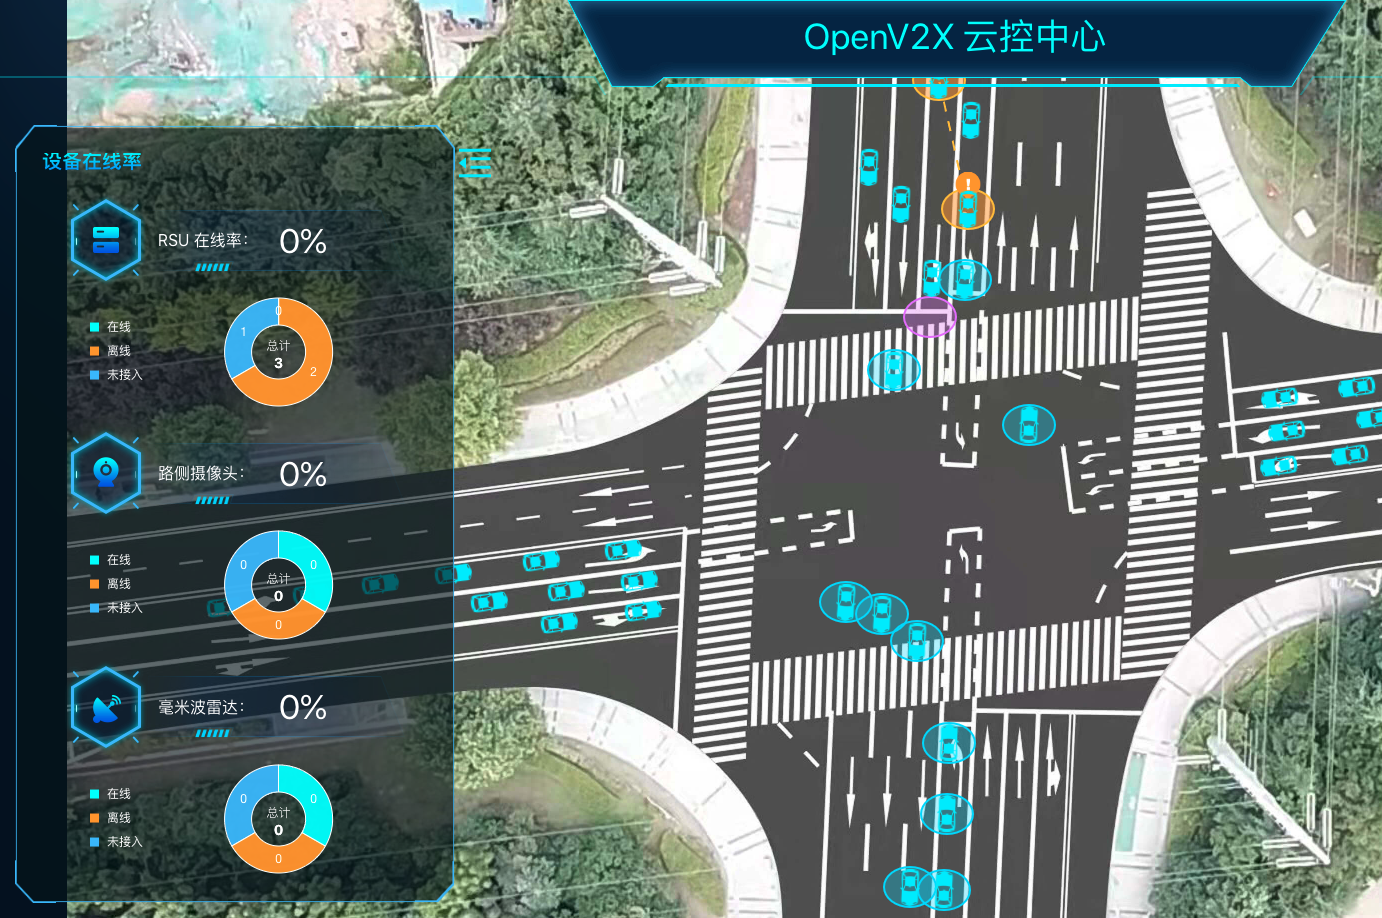 OpenV2X 云控中心
设备在线率
RSU 在线率: 0%
在线
离线
未接入
0
1
总计
3
2
路侧摄像头: 0%
在线
离线
未接入
0
0
总计
0
0
毫米波雷达: 0%
在线
离线
未接入
0
0
总计
0
0
!